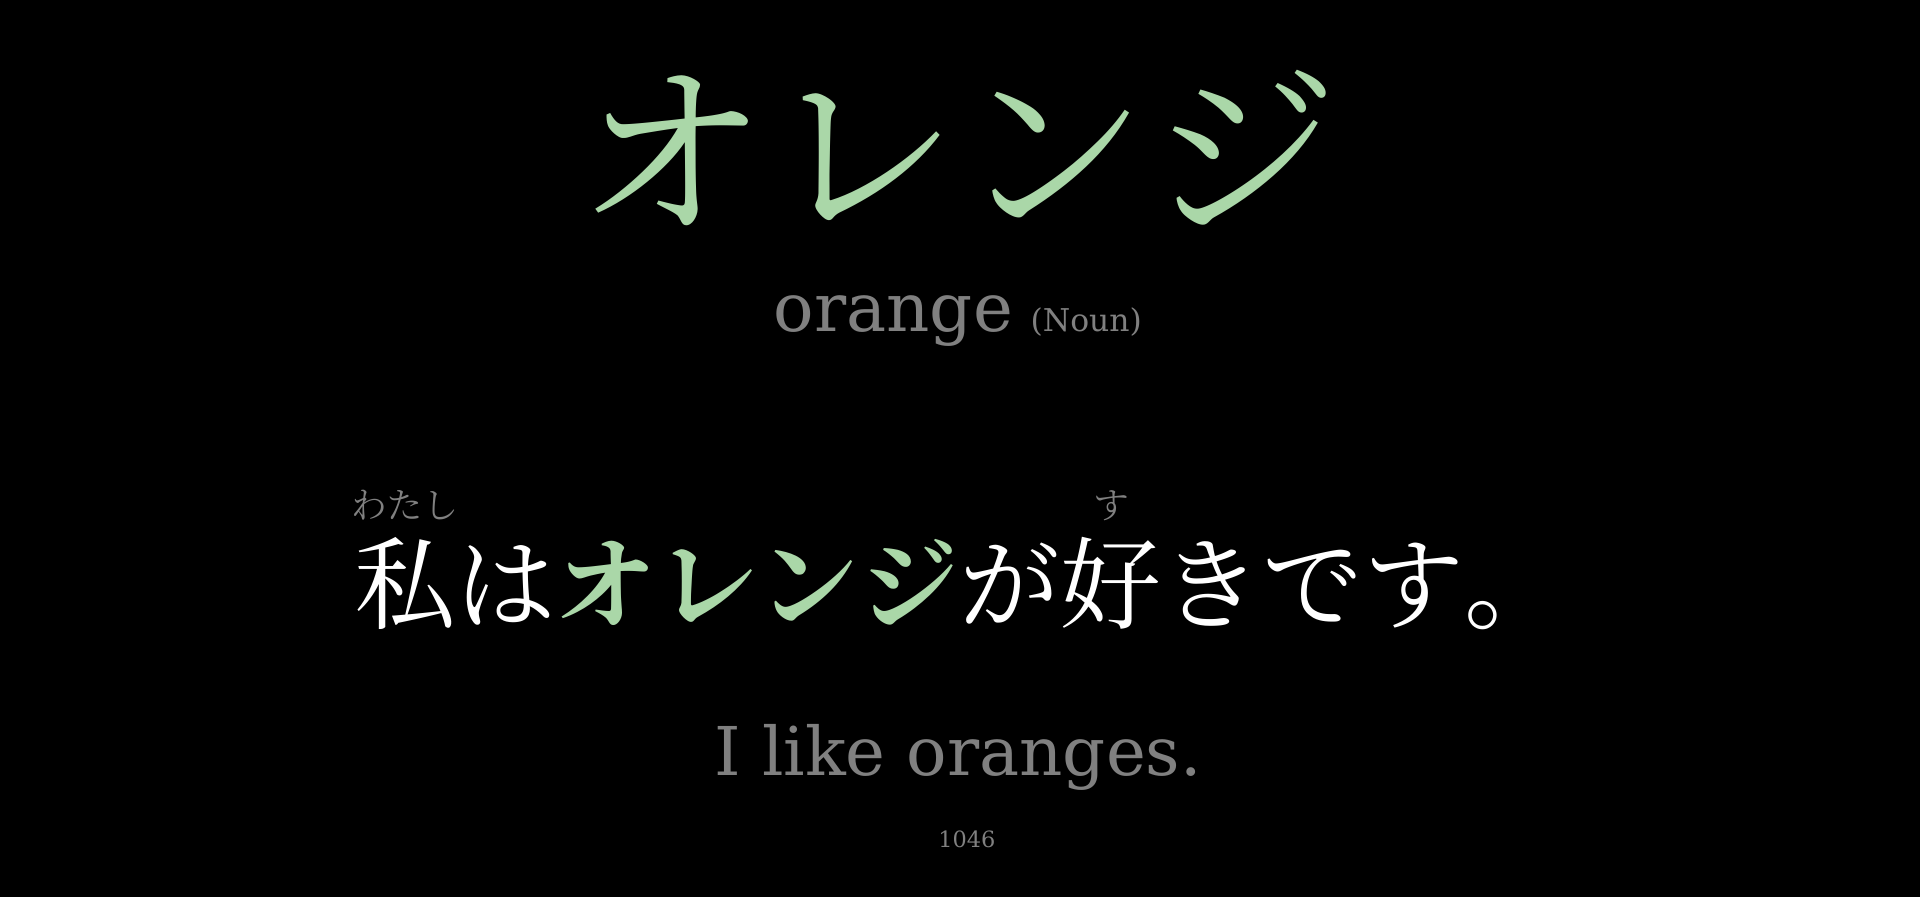 オレンジ
orange (Noun)
わたし す
私はオレンジが好きです。
I like oranges.
1046